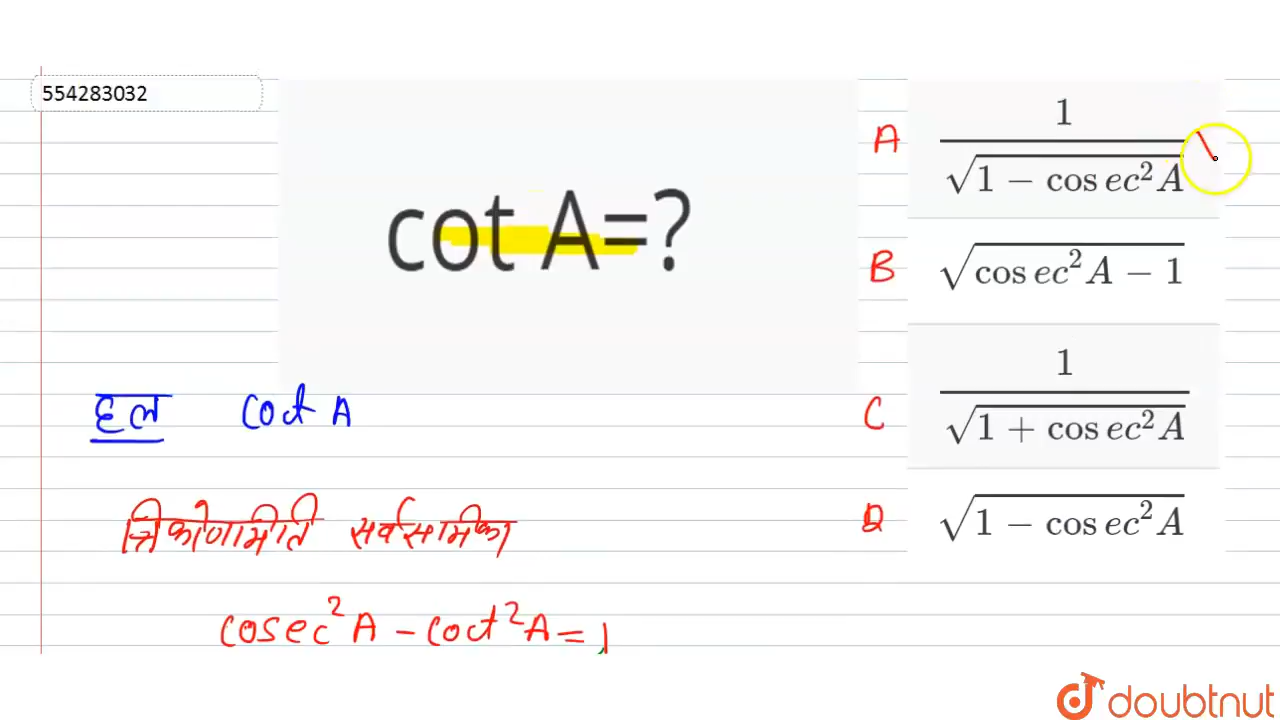 554283032
cot A=?
A 1/√(1 − cos ec²A)
B √(cos ec²A − 1)
C 1/√(1 + cos ec²A)
D √(1 − cos ec²A)
हल cot A
त्रिकोणमिति सर्वसमिका
cosec²A − cot²A = 1
doubtnut